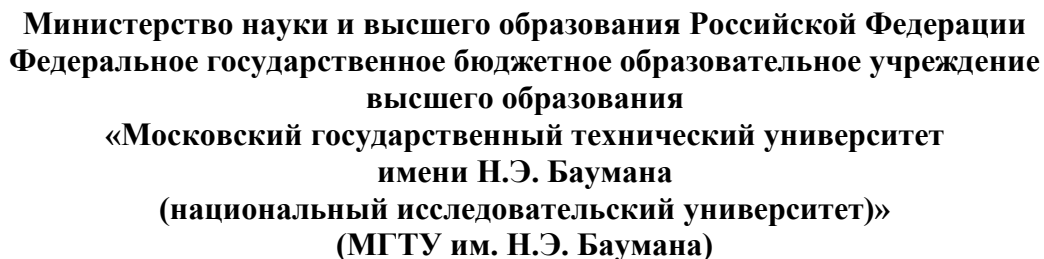 Министерство науки и высшего образования Российской Федерации
Федеральное государственное бюджетное образовательное учреждение
высшего образования
«Московский государственный технический университет
имени Н.Э. Баумана
(национальный исследовательский университет)»
(МГТУ им. Н.Э. Баумана)